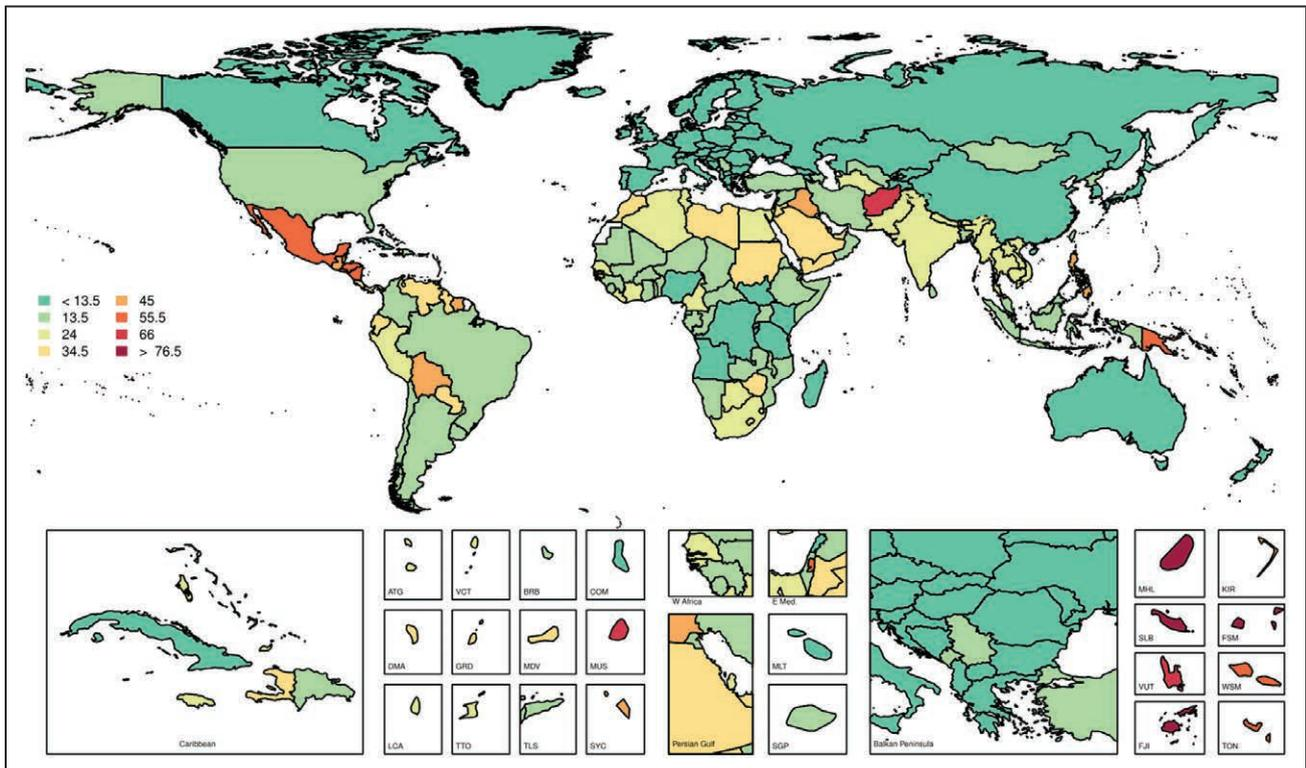 < 13.5 45
13.5 55.5
24 66
34.5 > 76.5
Caribbean
ATG VCT BRB COM
DMA GRD MDV MUS
LCA TTO TLS SYC
W Africa E Med.
Persian Gulf
MLT
SGP
Balkan Peninsula
MHL KIR
SLB FSM
VUT WSM
FJI TON